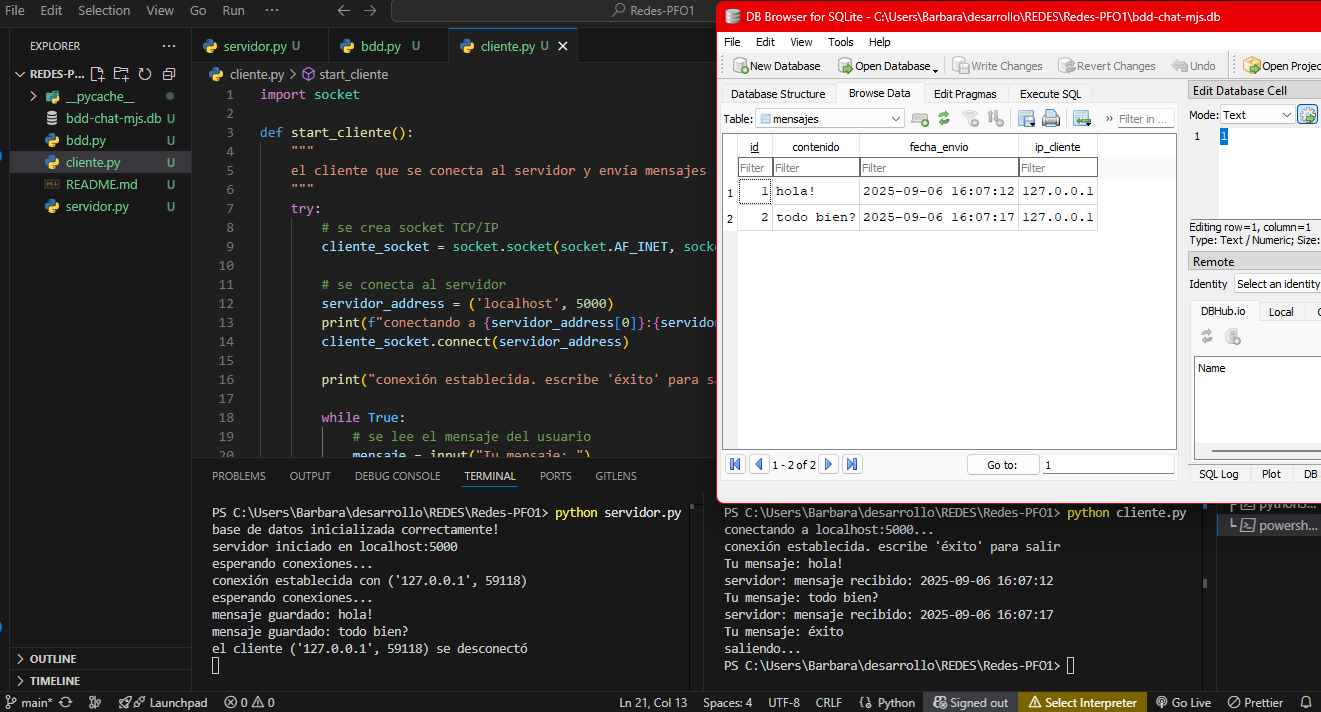 File Edit Selection View Go Run ··· Redes-PFO1
EXPLORER ···
REDES-P...
__pycache__
bdd-chat-mjs.db U
bdd.py U
cliente.py U
README.md U
servidor.py U
OUTLINE
TIMELINE
servidor.py U bdd.py U cliente.py U
cliente.py > start_cliente
1 import socket
2
3 def start_cliente():
4 """
5 el cliente que se conecta al servidor y envía mensajes
6 """
7 try:
8 # se crea socket TCP/IP
9 cliente_socket = socket.socket(socket.AF_INET, socke
10
11 # se conecta al servidor
12 servidor_address = ('localhost', 5000)
13 print(f"conectando a {servidor_address[0]}:{servidor
14 cliente_socket.connect(servidor_address)
15
16 print("conexión establecida. escribe 'éxito' para sa
17
18 while True:
19 # se lee el mensaje del usuario
20 mensaje = input("Tu mensaje: ")
DB Browser for SQLite - C:\Users\Barbara\desarrollo\REDES\Redes-PFO1\bdd-chat-mjs.db
File Edit View Tools Help
New Database Open Database Write Changes Revert Changes Undo Open Projec
Database Structure Browse Data Edit Pragmas Execute SQL
Table: mensajes » Filter in ...
id contenido fecha_envio ip_cliente
Filter Filter Filter Filter
1 1 hola! 2025-09-06 16:07:12 127.0.0.1
2 2 todo bien? 2025-09-06 16:07:17 127.0.0.1
1 - 2 of 2 Go to: 1
Edit Database Cell
Mode: Text
1 1
Editing row=1, column=1
Type: Text / Numeric; Size:
Remote
Identity Select an identity
DBHub.io Local
Name
SQL Log Plot DB
PROBLEMS OUTPUT DEBUG CONSOLE TERMINAL PORTS GITLENS
PS C:\Users\Barbara\desarrollo\REDES\Redes-PFO1> python servidor.py
base de datos inicializada correctamente!
servidor iniciado en localhost:5000
esperando conexiones...
conexión establecida con ('127.0.0.1', 59118)
esperando conexiones...
mensaje guardado: hola!
mensaje guardado: todo bien?
el cliente ('127.0.0.1', 59118) se desconectó
PS C:\Users\Barbara\desarrollo\REDES\Redes-PFO1> python cliente.py
conectando a localhost:5000...
conexión establecida. escribe 'éxito' para salir
Tu mensaje: hola!
servidor: mensaje recibido: 2025-09-06 16:07:12
Tu mensaje: todo bien?
servidor: mensaje recibido: 2025-09-06 16:07:17
Tu mensaje: éxito
saliendo...
PS C:\Users\Barbara\desarrollo\REDES\Redes-PFO1>
powersh...
main* Launchpad 0 0 Ln 21, Col 13 Spaces: 4 UTF-8 CRLF Python Signed out Select Interpreter Go Live Prettier